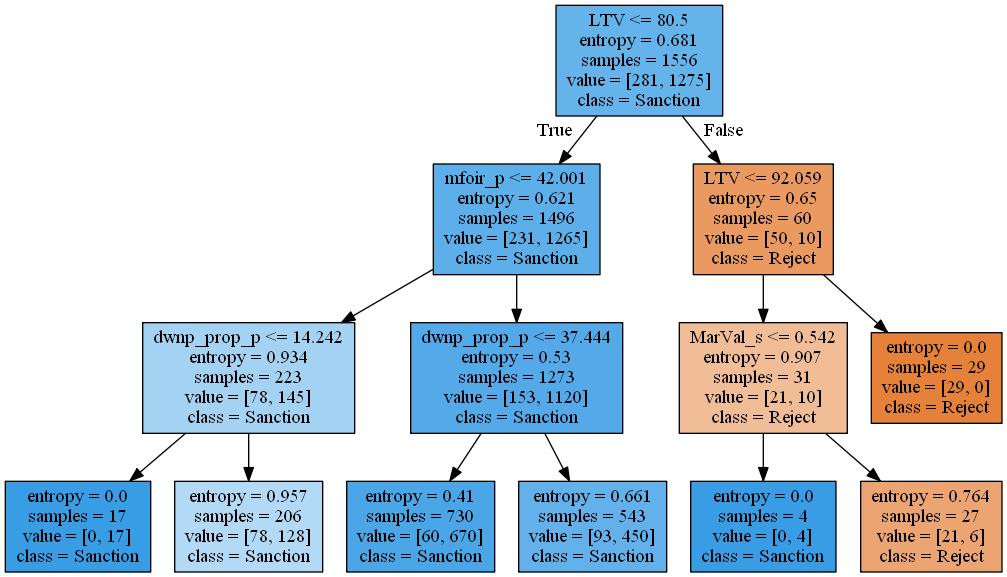 LTV <= 80.5
entropy = 0.681
samples = 1556
value = [281, 1275]
class = Sanction
True
False
mfoir_p <= 42.001
entropy = 0.621
samples = 1496
value = [231, 1265]
class = Sanction
LTV <= 92.059
entropy = 0.65
samples = 60
value = [50, 10]
class = Reject
dwnp_prop_p <= 14.242
entropy = 0.934
samples = 223
value = [78, 145]
class = Sanction
dwnp_prop_p <= 37.444
entropy = 0.53
samples = 1273
value = [153, 1120]
class = Sanction
MarVal_s <= 0.542
entropy = 0.907
samples = 31
value = [21, 10]
class = Reject
entropy = 0.0
samples = 29
value = [29, 0]
class = Reject
entropy = 0.0
samples = 17
value = [0, 17]
class = Sanction
entropy = 0.957
samples = 206
value = [78, 128]
class = Sanction
entropy = 0.41
samples = 730
value = [60, 670]
class = Sanction
entropy = 0.661
samples = 543
value = [93, 450]
class = Sanction
entropy = 0.0
samples = 4
value = [0, 4]
class = Sanction
entropy = 0.764
samples = 27
value = [21, 6]
class = Reject